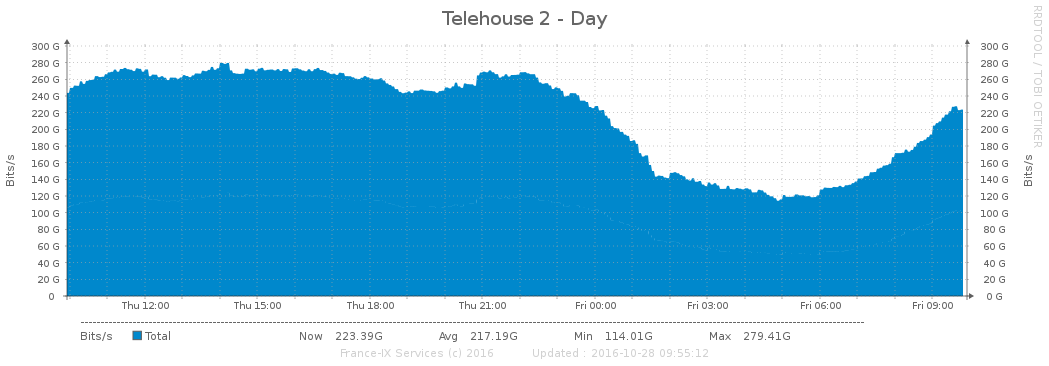 Telehouse 2 - Day
RRDTOOL / TOBI OETIKER
Bits/s
300 G 300 G
280 G 280 G
260 G 260 G
240 G 240 G
220 G 220 G
200 G 200 G
180 G 180 G
160 G 160 G
140 G 140 G
120 G 120 G
100 G 100 G
80 G 80 G
60 G 60 G
40 G 40 G
20 G 20 G
0 0 G
Bits/s
Thu 12:00 Thu 15:00 Thu 18:00 Thu 21:00 Fri 00:00 Fri 03:00 Fri 06:00 Fri 09:00
Bits/s Total Now 223.39G Avg 217.19G Min 114.01G Max 279.41G
France-IX Services (c) 2016 Updated : 2016-10-28 09:55:12